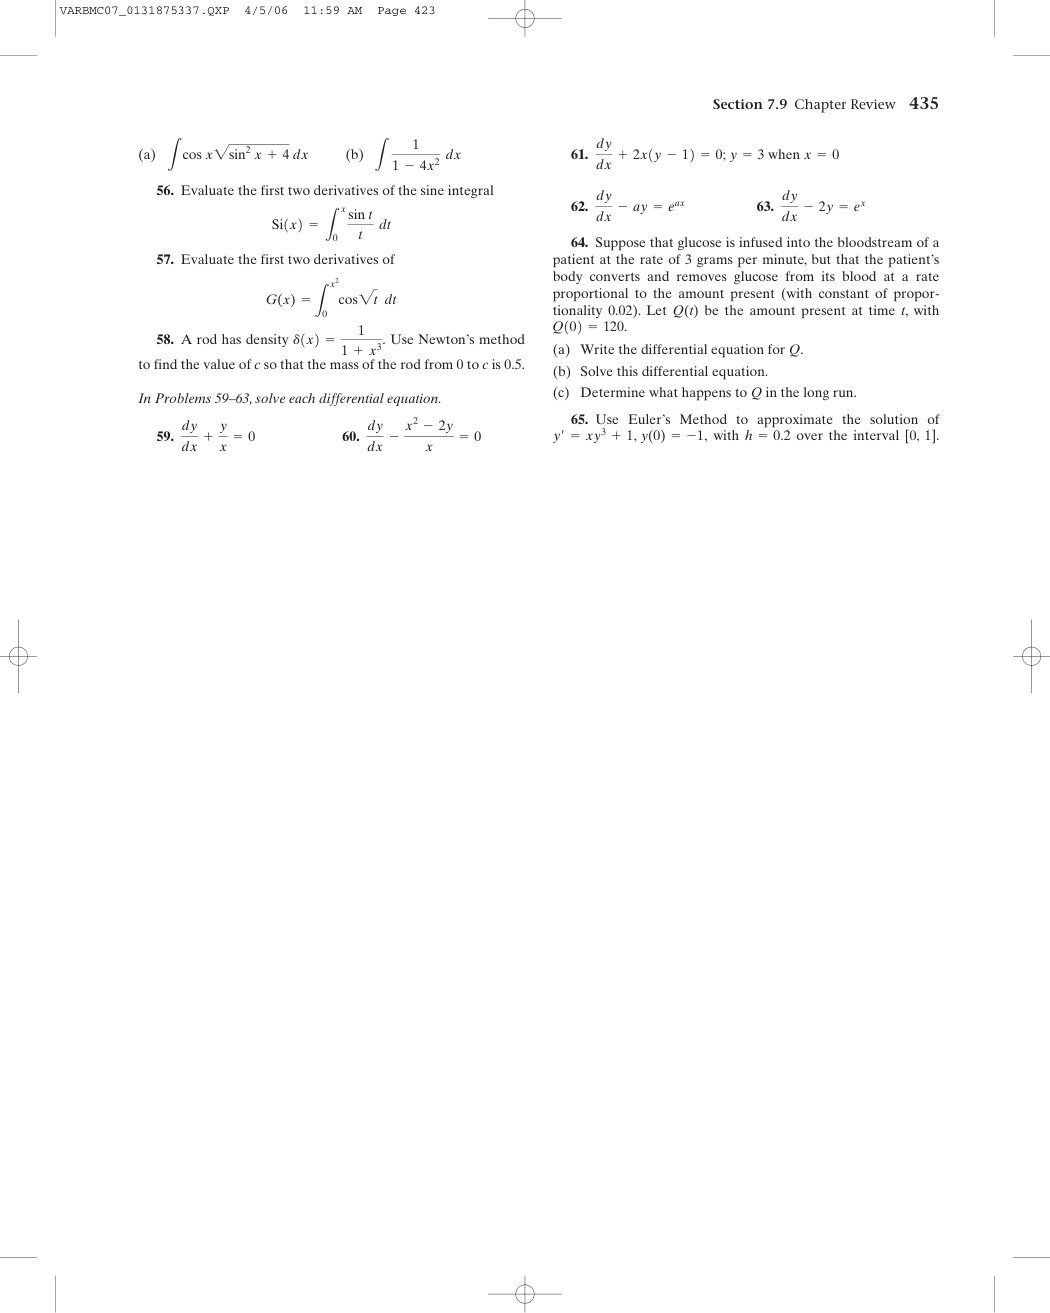 VARBMC07_0131875337.QXP 4/5/06 11:59 AM Page 423
Section 7.9 Chapter Review 435
(a) ∫ cos x√(sin² x + 4) dx (b) ∫ 1/(1 − 4x²) dx
56. Evaluate the first two derivatives of the sine integral
Si(x) = ∫₀ˣ (sin t)/t dt
57. Evaluate the first two derivatives of
G(x) = ∫₀^(x²) cos√t dt
58. A rod has density δ(x) = 1/(1 + x³). Use Newton's method
to find the value of c so that the mass of the rod from 0 to c is 0.5.
In Problems 59–63, solve each differential equation.
59. dy/dx + y/x = 0 60. dy/dx − (x² − 2y)/x = 0
61. dy/dx + 2x(y − 1) = 0; y = 3 when x = 0
62. dy/dx − ay = e^(ax) 63. dy/dx − 2y = eˣ
64. Suppose that glucose is infused into the bloodstream of a
patient at the rate of 3 grams per minute, but that the patient's
body converts and removes glucose from its blood at a rate
proportional to the amount present (with constant of propor-
tionality 0.02). Let Q(t) be the amount present at time t, with
Q(0) = 120.
(a) Write the differential equation for Q.
(b) Solve this differential equation.
(c) Determine what happens to Q in the long run.
65. Use Euler's Method to approximate the solution of
y′ = xy³ + 1, y(0) = −1, with h = 0.2 over the interval [0, 1].